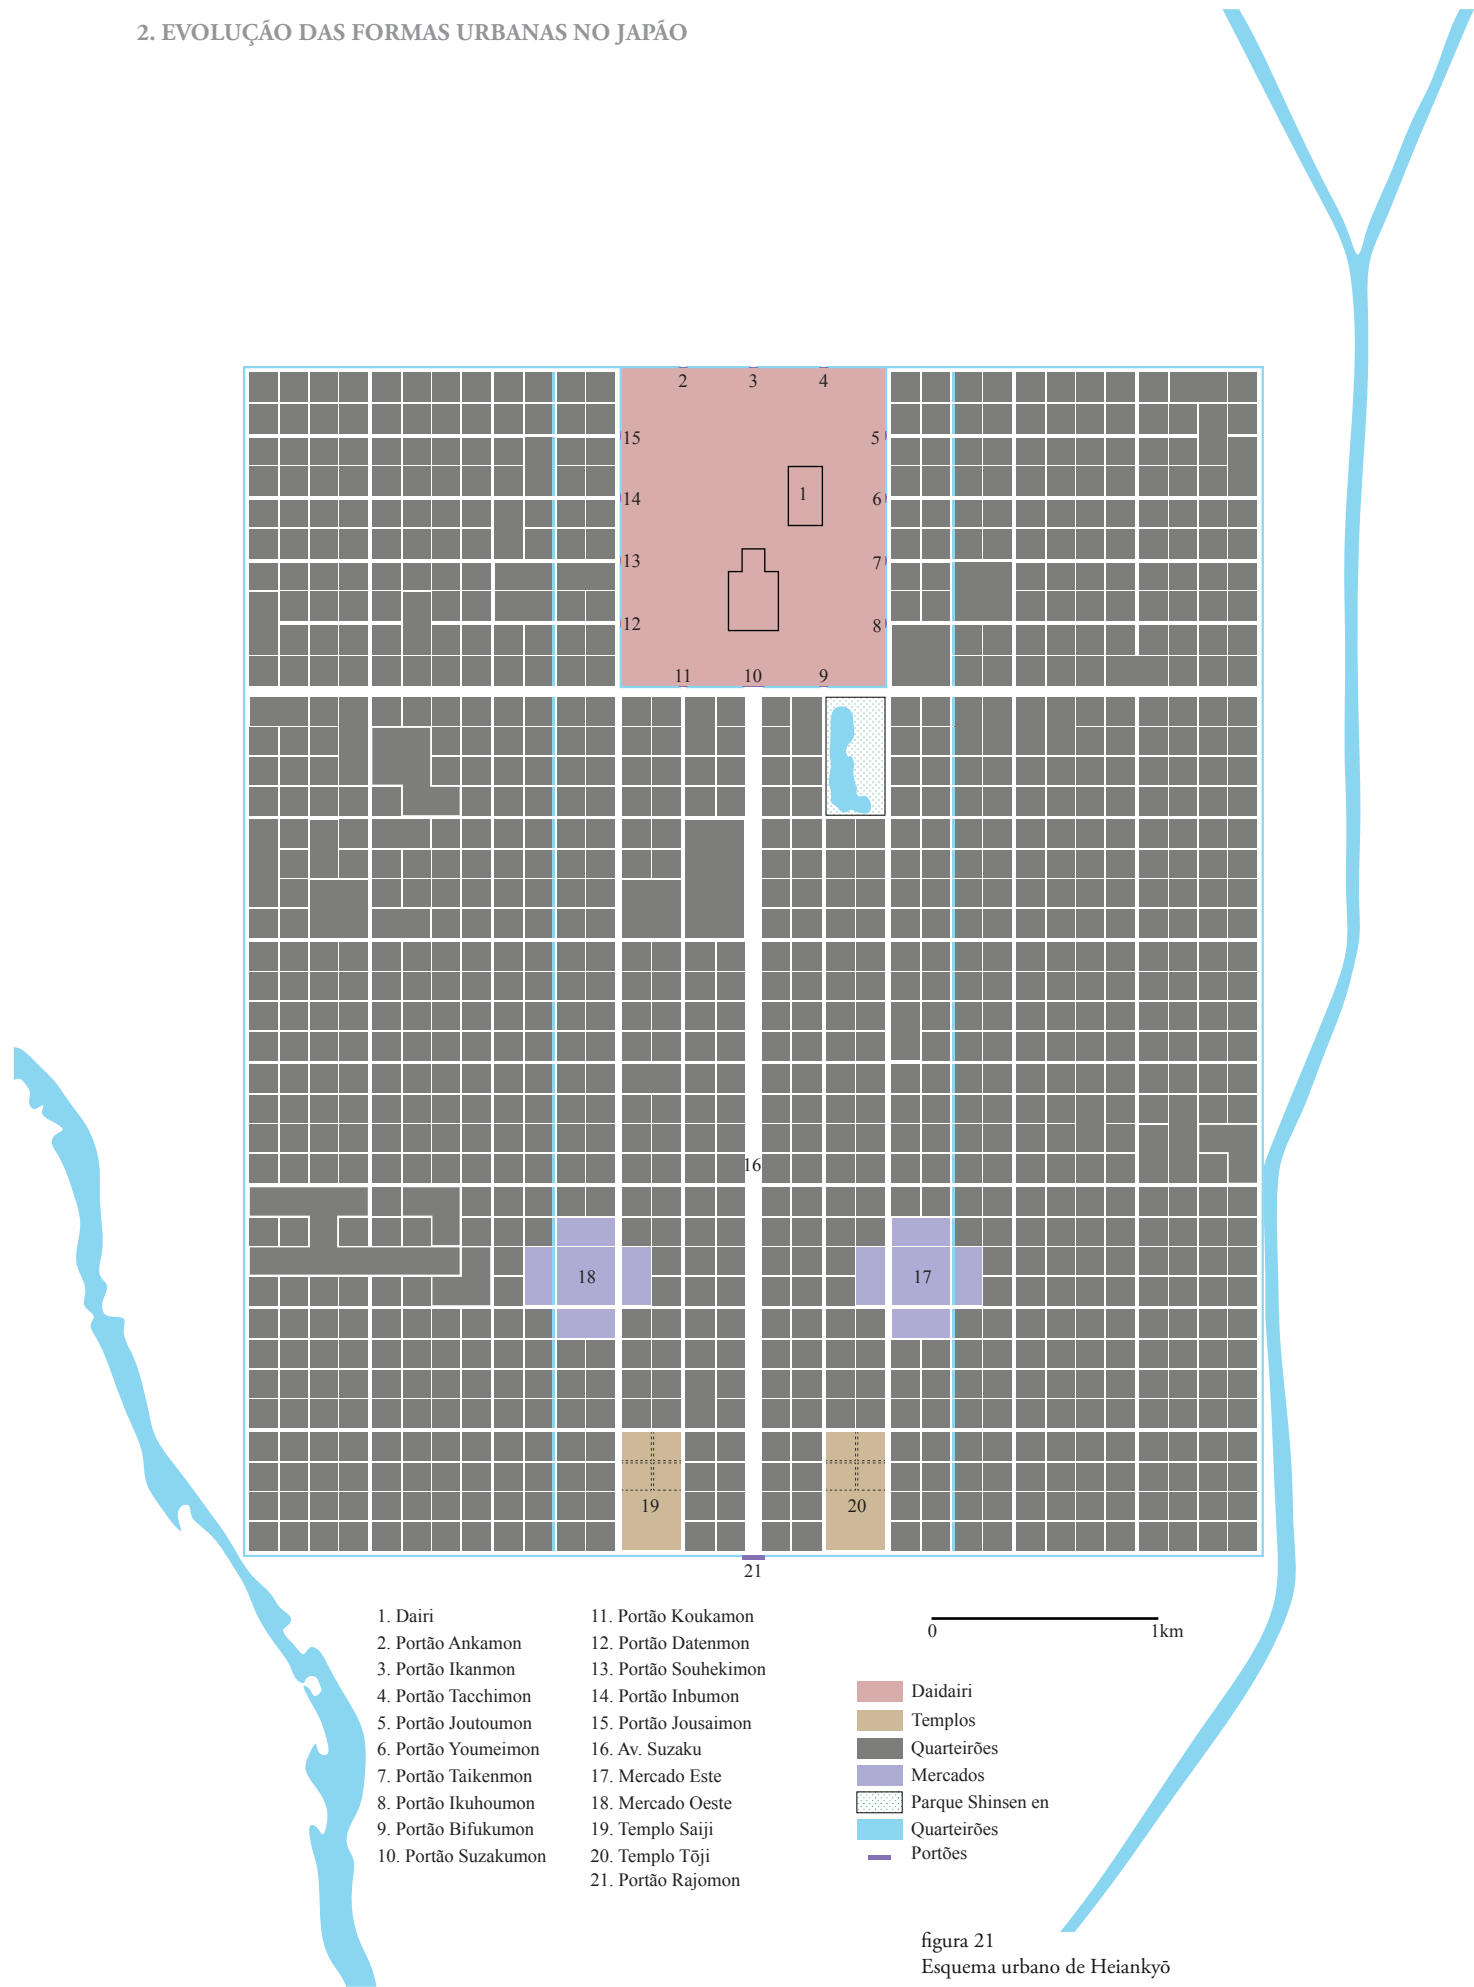 2. EVOLUÇÃO DAS FORMAS URBANAS NO JAPÃO
2
3
4
15
5
1
14
6
13
7
12
8
11
10
9
16
18
17
19
20
21
1. Dairi
2. Portão Ankamon
3. Portão Ikanmon
4. Portão Tacchimon
5. Portão Joutoumon
6. Portão Youmeimon
7. Portão Taikenmon
8. Portão Ikuhoumon
9. Portão Bifukumon
10. Portão Suzakumon
11. Portão Koukamon
12. Portão Datenmon
13. Portão Souhekimon
14. Portão Inbumon
15. Portão Jousaimon
16. Av. Suzaku
17. Mercado Este
18. Mercado Oeste
19. Templo Saiji
20. Templo Tōji
21. Portão Rajomon
0 1km
Daidairi
Templos
Quarteirões
Mercados
Parque Shinsen en
Quarteirões
Portões
figura 21
Esquema urbano de Heiankyō